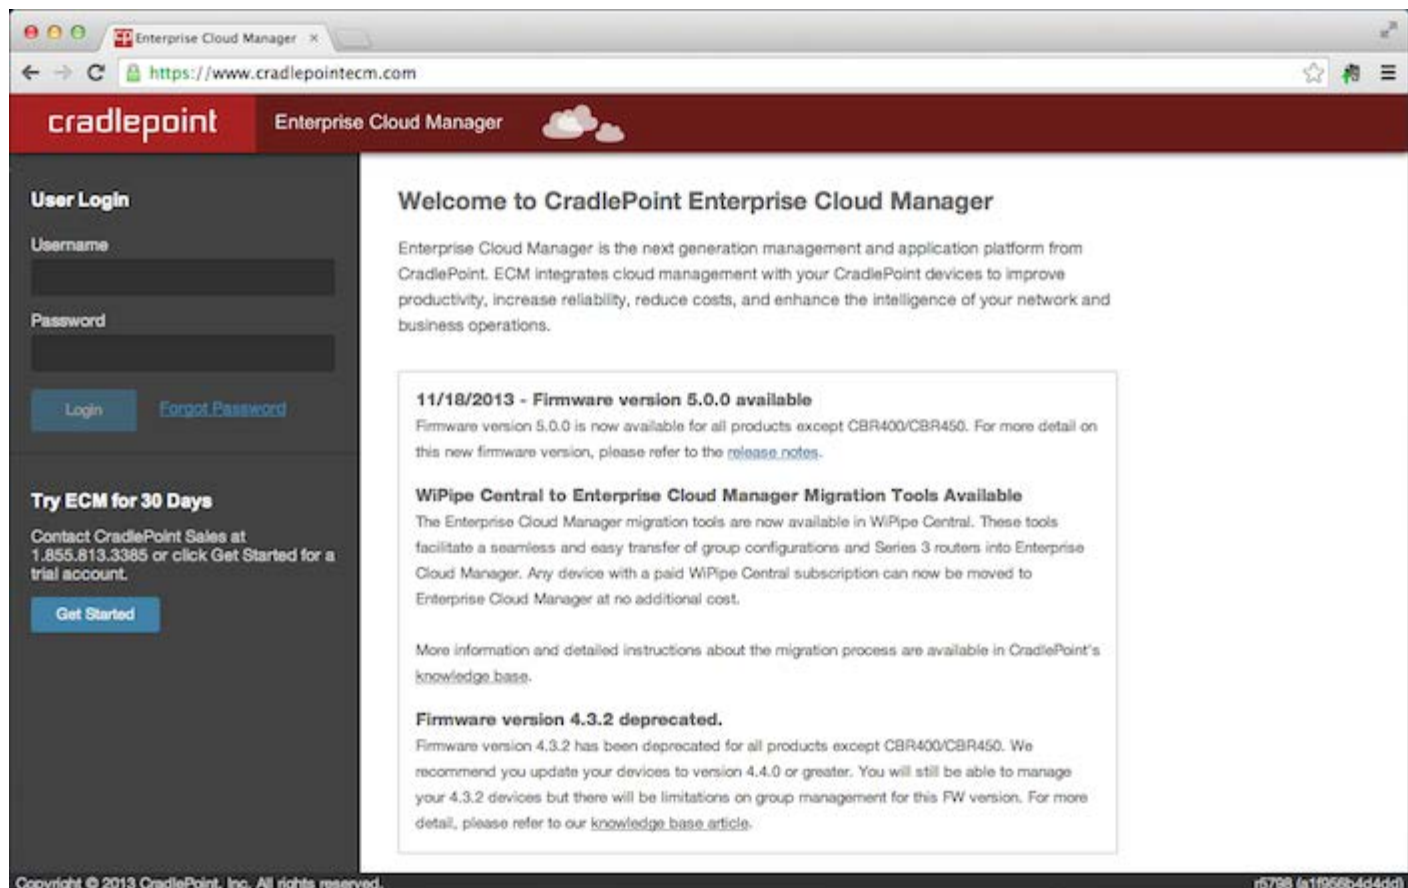 Enterprise Cloud Manager
https://www.cradlepointecm.com
cradlepoint
Enterprise Cloud Manager
User Login
Username
Password
Login
Forgot Password
Try ECM for 30 Days
Contact CradlePoint Sales at
1.855.813.3385 or click Get Started for a
trial account.
Get Started
Welcome to CradlePoint Enterprise Cloud Manager
Enterprise Cloud Manager is the next generation management and application platform from
CradlePoint. ECM integrates cloud management with your CradlePoint devices to improve
productivity, increase reliability, reduce costs, and enhance the intelligence of your network and
business operations.
11/18/2013 - Firmware version 5.0.0 available
Firmware version 5.0.0 is now available for all products except CBR400/CBR450. For more detail on
this new firmware version, please refer to the release notes.
WiPipe Central to Enterprise Cloud Manager Migration Tools Available
The Enterprise Cloud Manager migration tools are now available in WiPipe Central. These tools
facilitate a seamless and easy transfer of group configurations and Series 3 routers into Enterprise
Cloud Manager. Any device with a paid WiPipe Central subscription can now be moved to
Enterprise Cloud Manager at no additional cost.
More information and detailed instructions about the migration process are available in CradlePoint's
knowledge base.
Firmware version 4.3.2 deprecated.
Firmware version 4.3.2 has been deprecated for all products except CBR400/CBR450. We
recommend you update your devices to version 4.4.0 or greater. You will still be able to manage
your 4.3.2 devices but there will be limitations on group management for this FW version. For more
detail, please refer to our knowledge base article.
Copyright © 2013 CradlePoint, Inc. All rights reserved.
r5798 (a1f956b4d4dd)